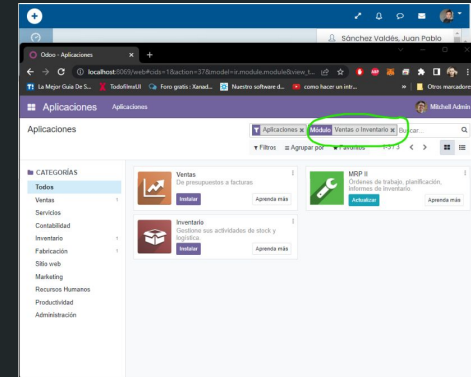 Sánchez Valdés, Juan Pablo
Odoo - Aplicaciones
localhost:8069/web#cids=1&action=37&model=ir.module.module&view_t...
La Mejor Guía De S...
TodofilmsUI
Foro gratis : Xanad...
Nuestro software d...
como hacer un intr...
Otros marcadores
Aplicaciones
Aplicaciones
Mitchell Admin
Aplicaciones
Aplicaciones x
Módulo Ventas o Inventario x
Buscar...
Filtros
Agrupar por
Favoritos
CATEGORÍAS
Todos
Ventas
Servicios
Contabilidad
Inventario
Fabricación
Sitio web
Marketing
Recursos Humanos
Productividad
Administración
Ventas
De presupuestos a facturas.
Instalar
Aprenda más
MRP II
Órdenes de trabajo, planificación,
informes de Inventario.
Actualizar
Aprenda más
Inventario
Gestione sus actividades de stock y
logística.
Instalar
Aprenda más